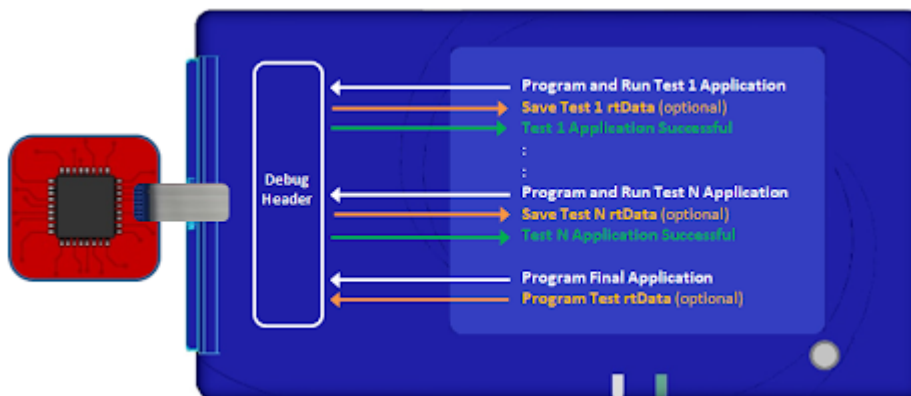 Program and Run Test 1 Application
Save Test 1 rtData (optional)
Test 1 Application Successful
:
:
Debug
Header
Program and Run Test N Application
Save Test N rtData (optional)
Test N Application Successful
Program Final Application
Program Test rtData (optional)